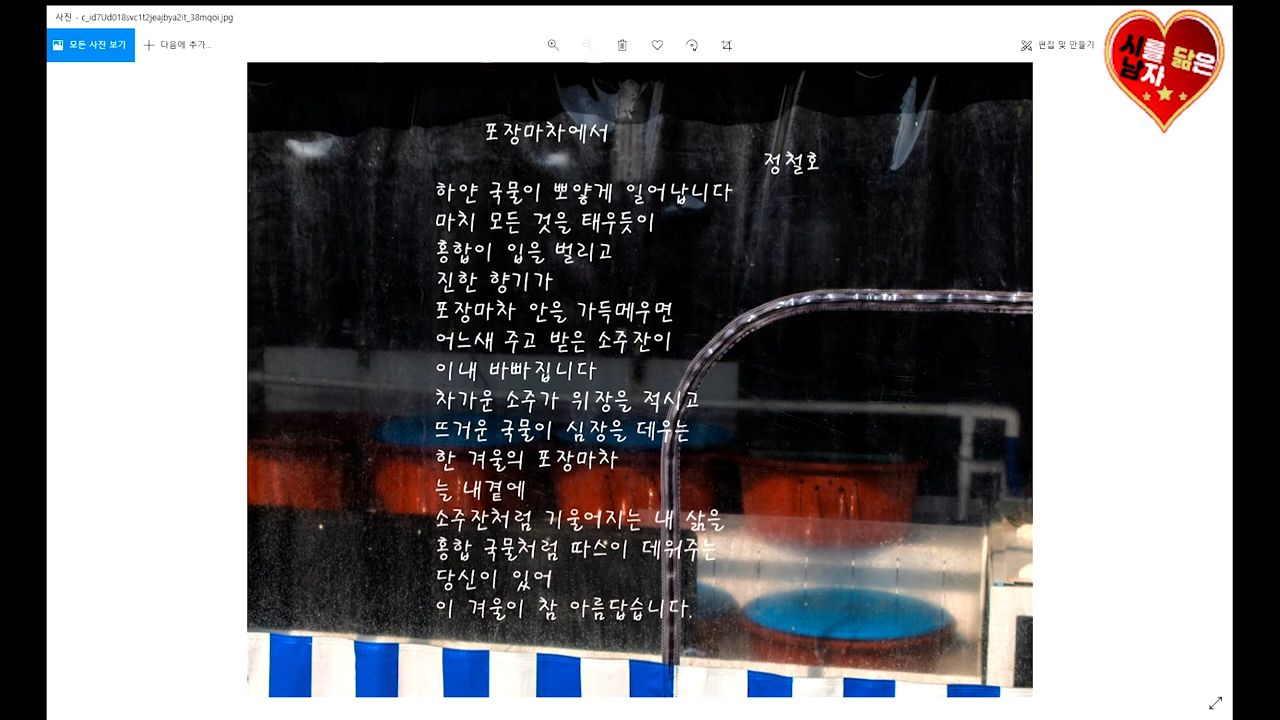 사진 - c_id7Ud018svc1t2jeajbya2it_38mqoi.jpg
모든 사진 보기
다음에 추가...
편집 및 만들기
시를 닮은
남자
포장마차에서
정철호
하얀 국물이 뽀얗게 일어납니다
마치 모든 것을 태우듯이
홍합이 입을 벌리고
진한 향기가
포장마차 안을 가득메우면
어느새 주고 받은 소주잔이
이내 바빠집니다
차가운 소주가 위장을 적시고
뜨거운 국물이 심장을 데우는
한 겨울의 포장마차
늘 내곁에
소주잔처럼 기울어지는 내 삶을
홍합 국물처럼 따스이 데워주는
당신이 있어
이 겨울이 참 아름답습니다.